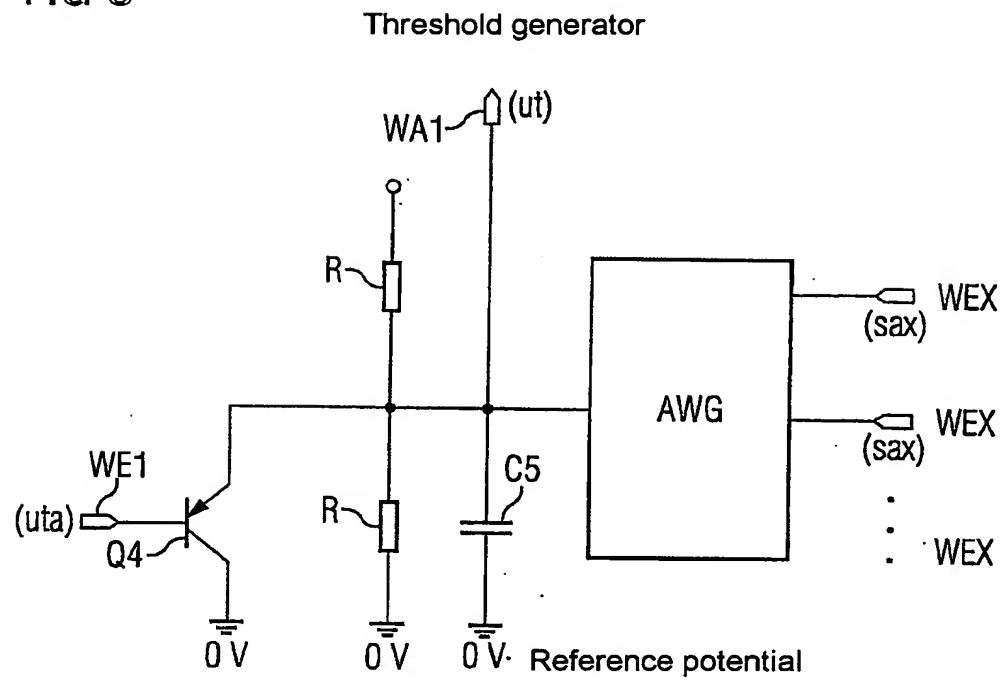 Threshold generator
WA1
(ut)
R
WEX
(sax)
AWG
WEX
(sax)
WE1
(uta)
Q4
R
C5
WEX
0 V
0 V
0 V
Reference potential